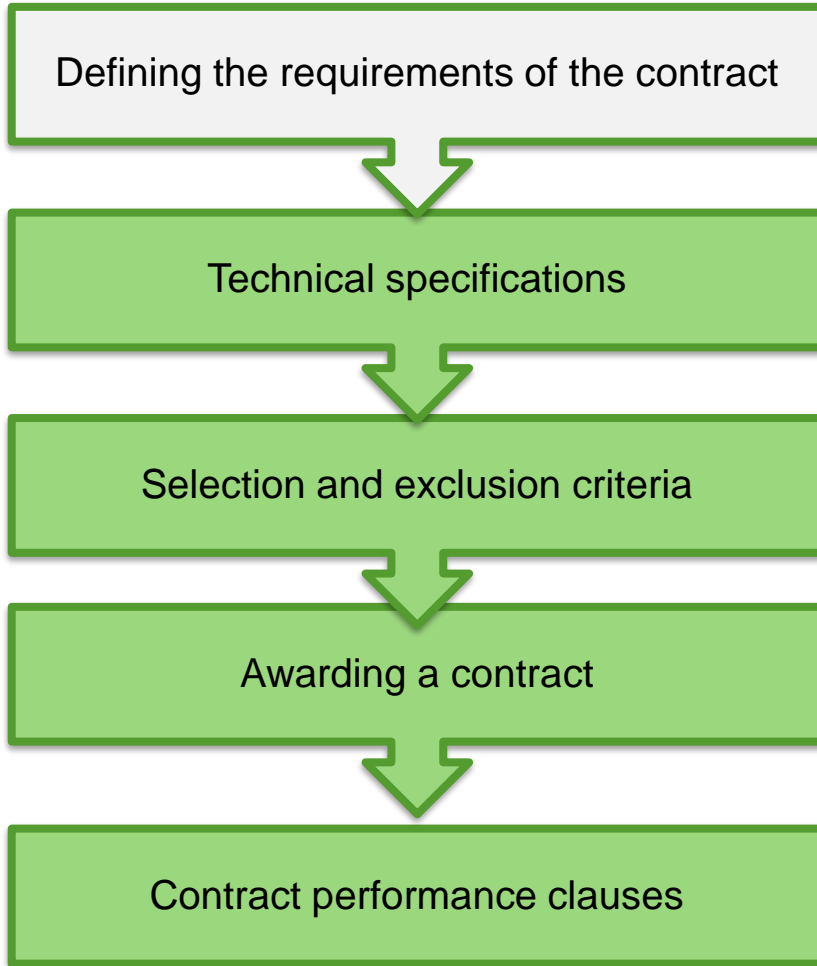 Defining the requirements of the contract
Technical specifications
Selection and exclusion criteria
Awarding a contract
Contract performance clauses